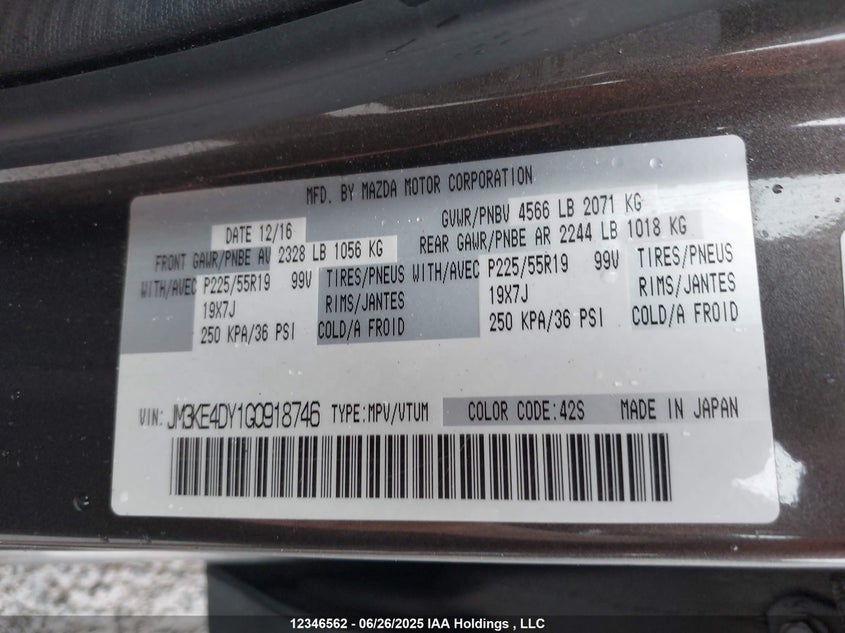 MFD. BY MAZDA MOTOR CORPORATION
DATE 12/16 GVWR/PNBV 4566 LB 2071 KG
FRONT GAWR/PNBE AV 2328 LB 1056 KG REAR GAWR/PNBE AR 2244 LB 1018 KG
WITH/AVEC P225/55R19 99V TIRES/PNEUS WITH/AVEC P225/55R19 99V TIRES/PNEUS
19X7J RIMS/JANTES 19X7J RIMS/JANTES
250 KPA/36 PSI COLD/A FROID 250 KPA/36 PSI COLD/A FROID
VIN: JM3KE4DY1G0918746 TYPE:MPV/VTUM COLOR CODE:42S MADE IN JAPAN
12346562 - 06/26/2025 IAA Holdings , LLC